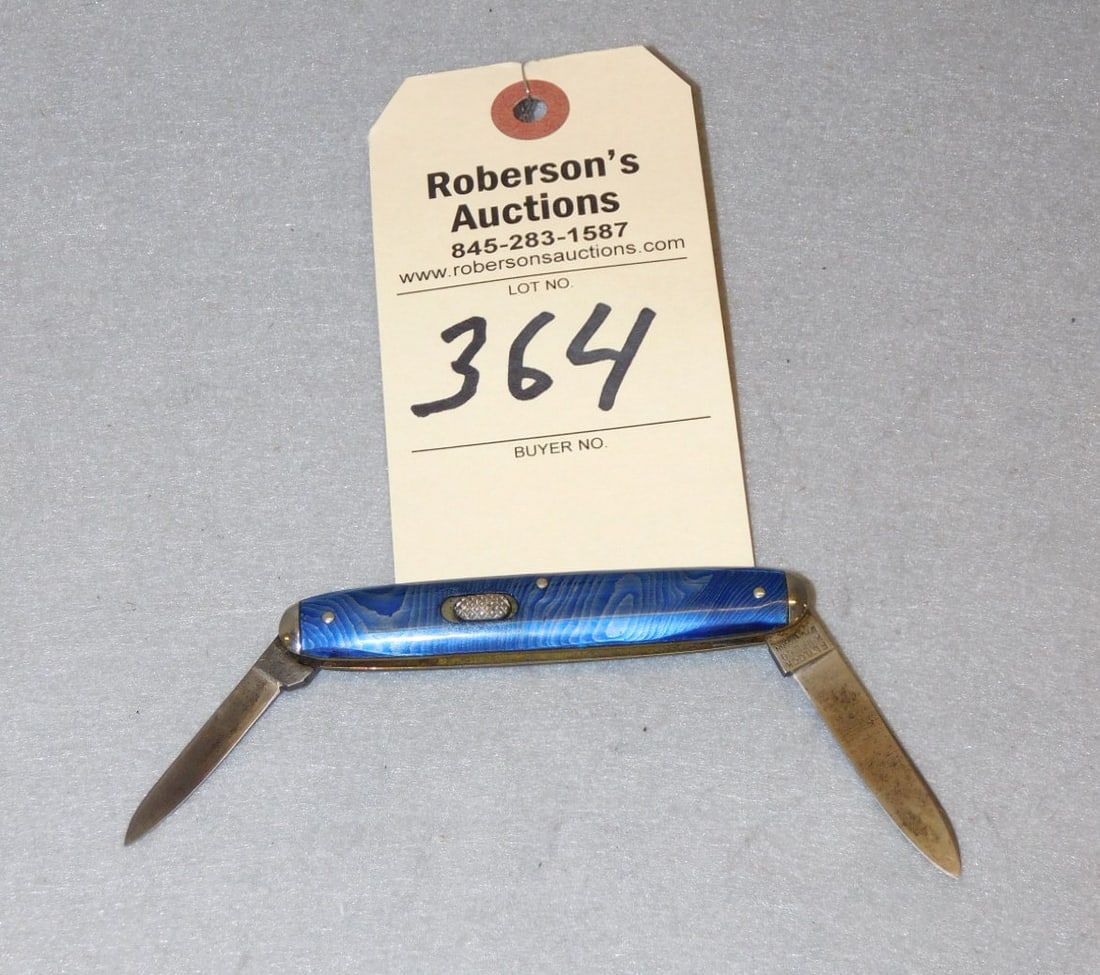 Roberson's
Auctions
845-283-1587
www.robersonsauctions.com
LOT NO.
364
BUYER NO.